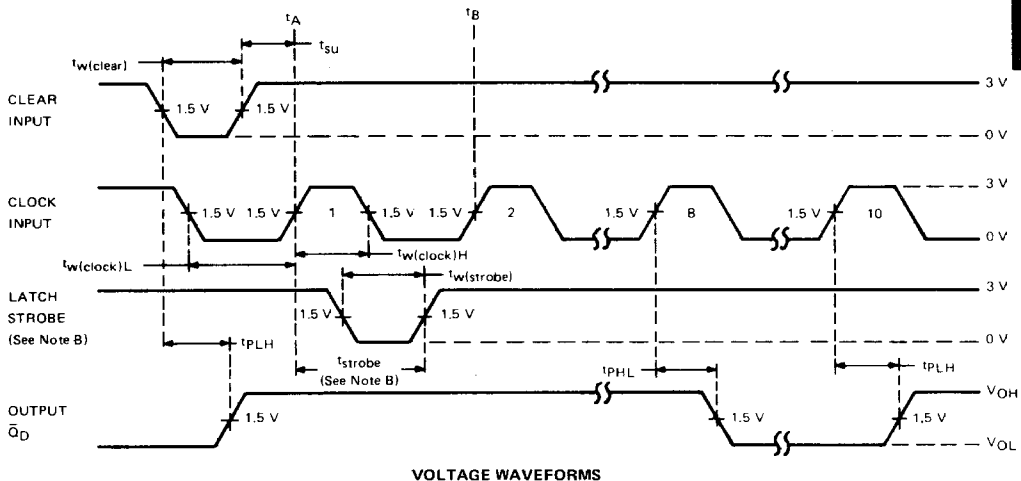 tA
tB
tsu
tw(clear)
CLEAR
INPUT
1.5 V
1.5 V
3 V
0 V
CLOCK
INPUT
1.5 V
1.5 V
1
1.5 V
1.5 V
2
1.5 V
8
1.5 V
10
3 V
0 V
tw(clock)L
tw(clock)H
tw(strobe)
LATCH
STROBE
(See Note B)
1.5 V
1.5 V
3 V
0 V
tPLH
tstrobe
(See Note B)
tPHL
tPLH
OUTPUT
Q̄D
1.5 V
1.5 V
1.5 V
VOH
VOL
VOLTAGE WAVEFORMS